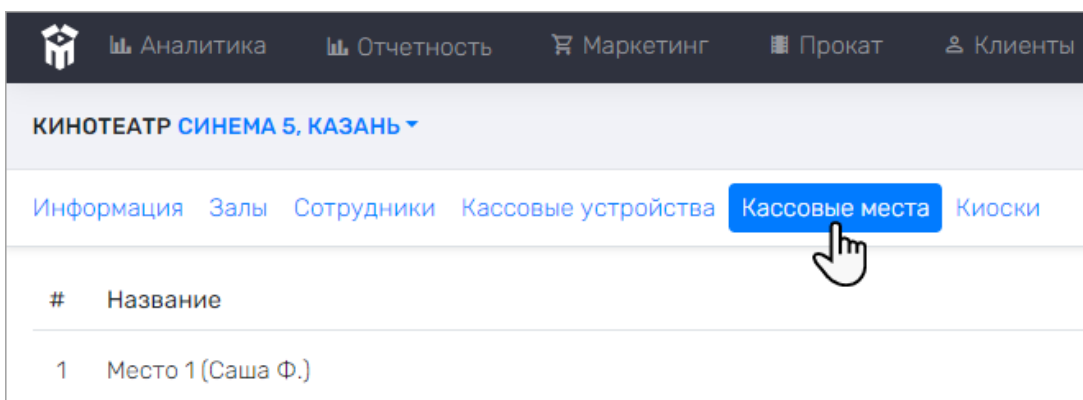 Аналитика Отчетность Маркетинг Прокат Клиенты
КИНОТЕАТР СИНЕМА 5, КАЗАНЬ
Информация Залы Сотрудники Кассовые устройства Кассовые места Киоски
# Название
1 Место 1 (Саша Ф.)